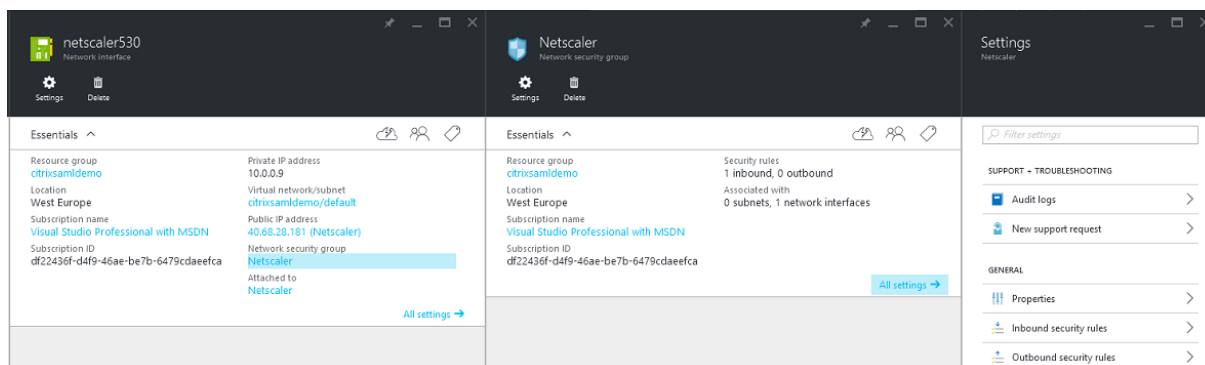 netscaler530
Network interface
Settings
Delete
Essentials
Resource group
citrixsamldemo
Location
West Europe
Subscription name
Visual Studio Professional with MSDN
Subscription ID
df22436f-d4f9-46ae-be7b-6479cdaeefca
Private IP address
10.0.0.9
Virtual network/subnet
citrixsamldemo/default
Public IP address
40.68.28.181 (Netscaler)
Network security group
Netscaler
Attached to
Netscaler
All settings →
Netscaler
Network security group
Settings
Delete
Essentials
Resource group
citrixsamldemo
Location
West Europe
Subscription name
Visual Studio Professional with MSDN
Subscription ID
df22436f-d4f9-46ae-be7b-6479cdaeefca
Security rules
1 inbound, 0 outbound
Associated with
0 subnets, 1 network interfaces
All settings →
Settings
Netscaler
Filter settings
SUPPORT + TROUBLESHOOTING
Audit logs
New support request
GENERAL
Properties
Inbound security rules
Outbound security rules